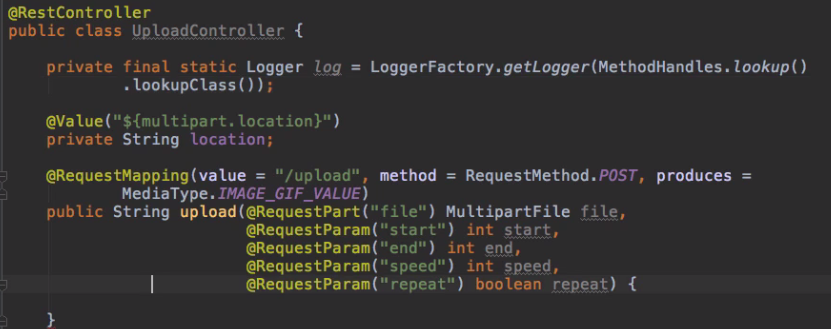 @RestController
public class UploadController {
private final static Logger log = LoggerFactory.getLogger(MethodHandles.lookup()
.lookupClass());
@Value("${multipart.location}")
private String location;
@RequestMapping(value = "/upload", method = RequestMethod.POST, produces =
MediaType.IMAGE_GIF_VALUE)
public String upload(@RequestPart("file") MultipartFile file,
@RequestParam("start") int start,
@RequestParam("end") int end,
@RequestParam("speed") int speed,
@RequestParam("repeat") boolean repeat) {
}